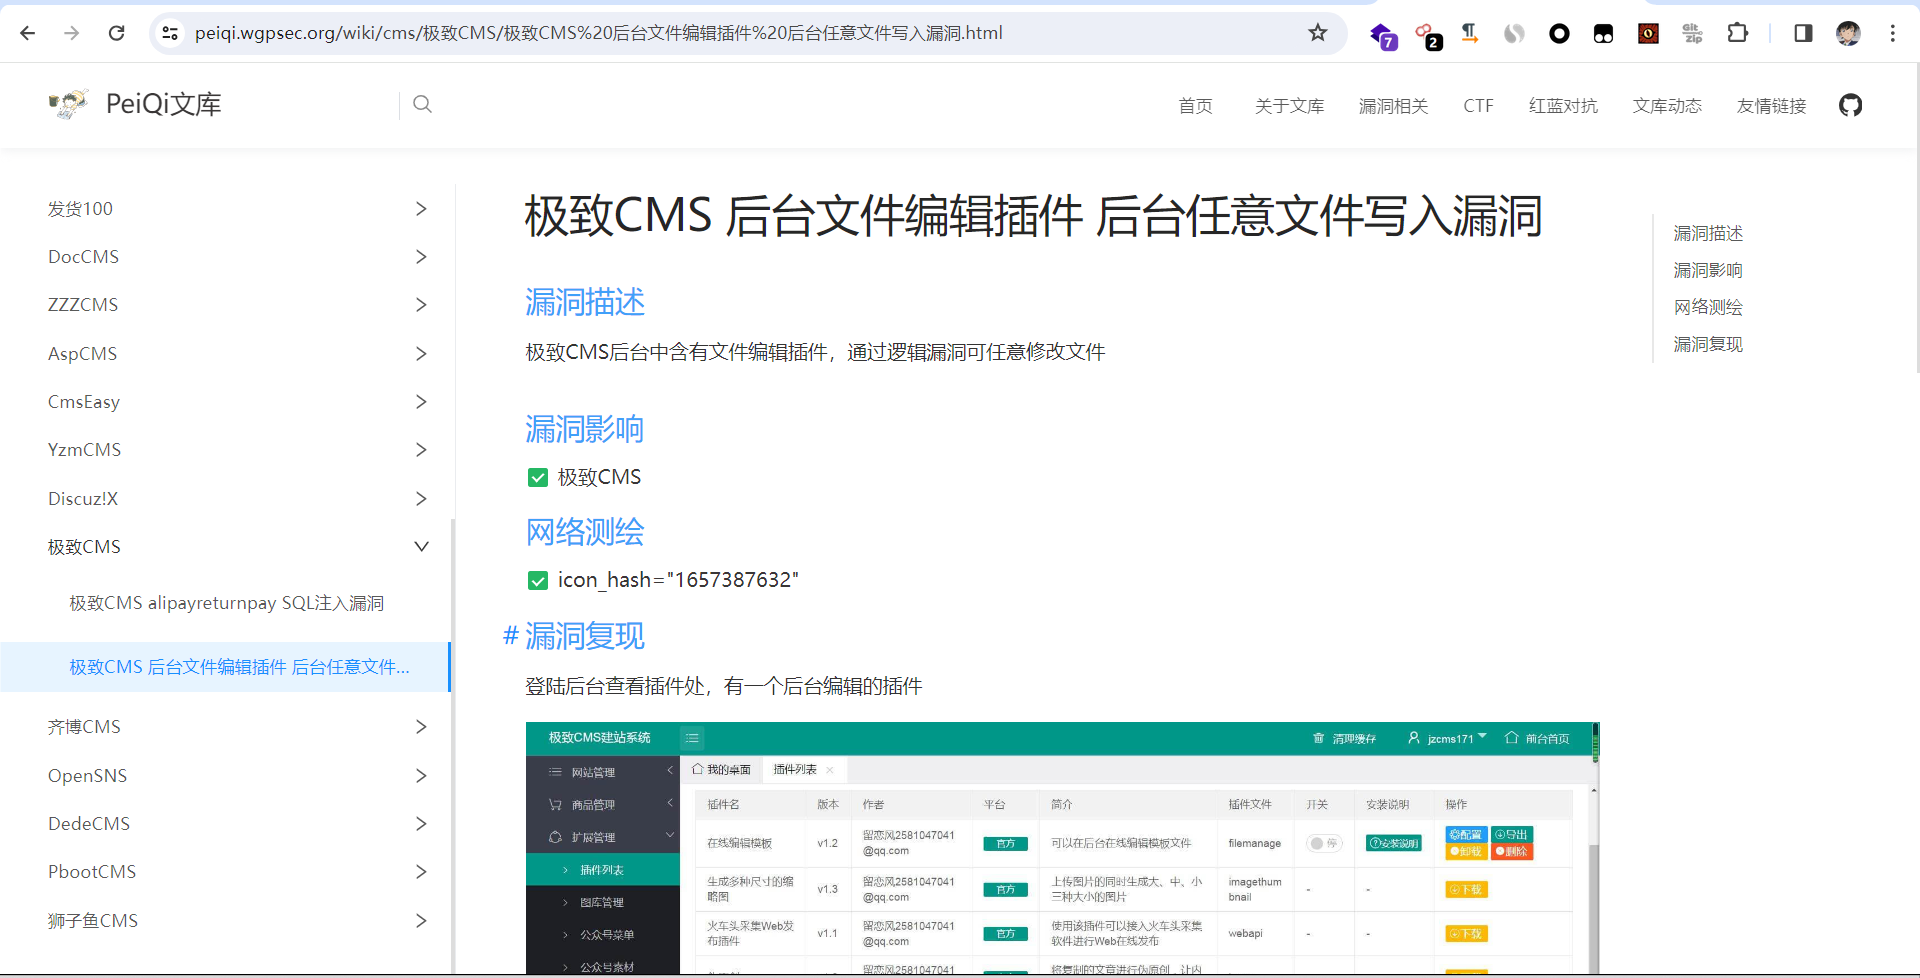 peiqi.wgpsec.org/wiki/cms/极致CMS/极致CMS%20后台文件编辑插件%20后台任意文件写入漏洞.html
7
2
Git
zip
PeiQi文库
首页
关于文库
漏洞相关
CTF
红蓝对抗
文库动态
友情链接
发货100
DocCMS
ZZZCMS
AspCMS
CmsEasy
YzmCMS
Discuz!X
极致CMS
极致CMS alipayreturnpay SQL注入漏洞
极致CMS 后台文件编辑插件 后台任意文件...
齐博CMS
OpenSNS
DedeCMS
PbootCMS
狮子鱼CMS
极致CMS 后台文件编辑插件 后台任意文件写入漏洞
漏洞描述
极致CMS后台中含有文件编辑插件，通过逻辑漏洞可任意修改文件
漏洞影响
极致CMS
网络测绘
icon_hash="1657387632"
# 漏洞复现
登陆后台查看插件处，有一个后台编辑的插件
漏洞描述
漏洞影响
网络测绘
漏洞复现
极致CMS建站系统
清理缓存
jzcms171
前台首页
网站管理
商品管理
扩展管理
插件列表
图库管理
公众号菜单
公众号素材
我的桌面
插件列表
插件名 版本 作者 平台 简介 插件文件 开关 安装说明 操作
在线编辑模板 v1.2 留恋风2581047041
@qq.com
官方 可以在后台在线编辑模板文件 filemanage 停 安装说明 配置 导出
卸载 删除
生成多种尺寸的缩
略图
v1.3 留恋风2581047041
@qq.com
官方 上传图片的同时生成大、中、小
三种大小的图片
imagethum
bnail
- - 下载
火车头采集Web发
布插件
v1.1 留恋风2581047041
@qq.com
官方 使用该插件可以接入火车头采集
软件进行Web在线发布
webapi - - 下载
留恋风2581047041
将复制的文章进行伪原创，让内